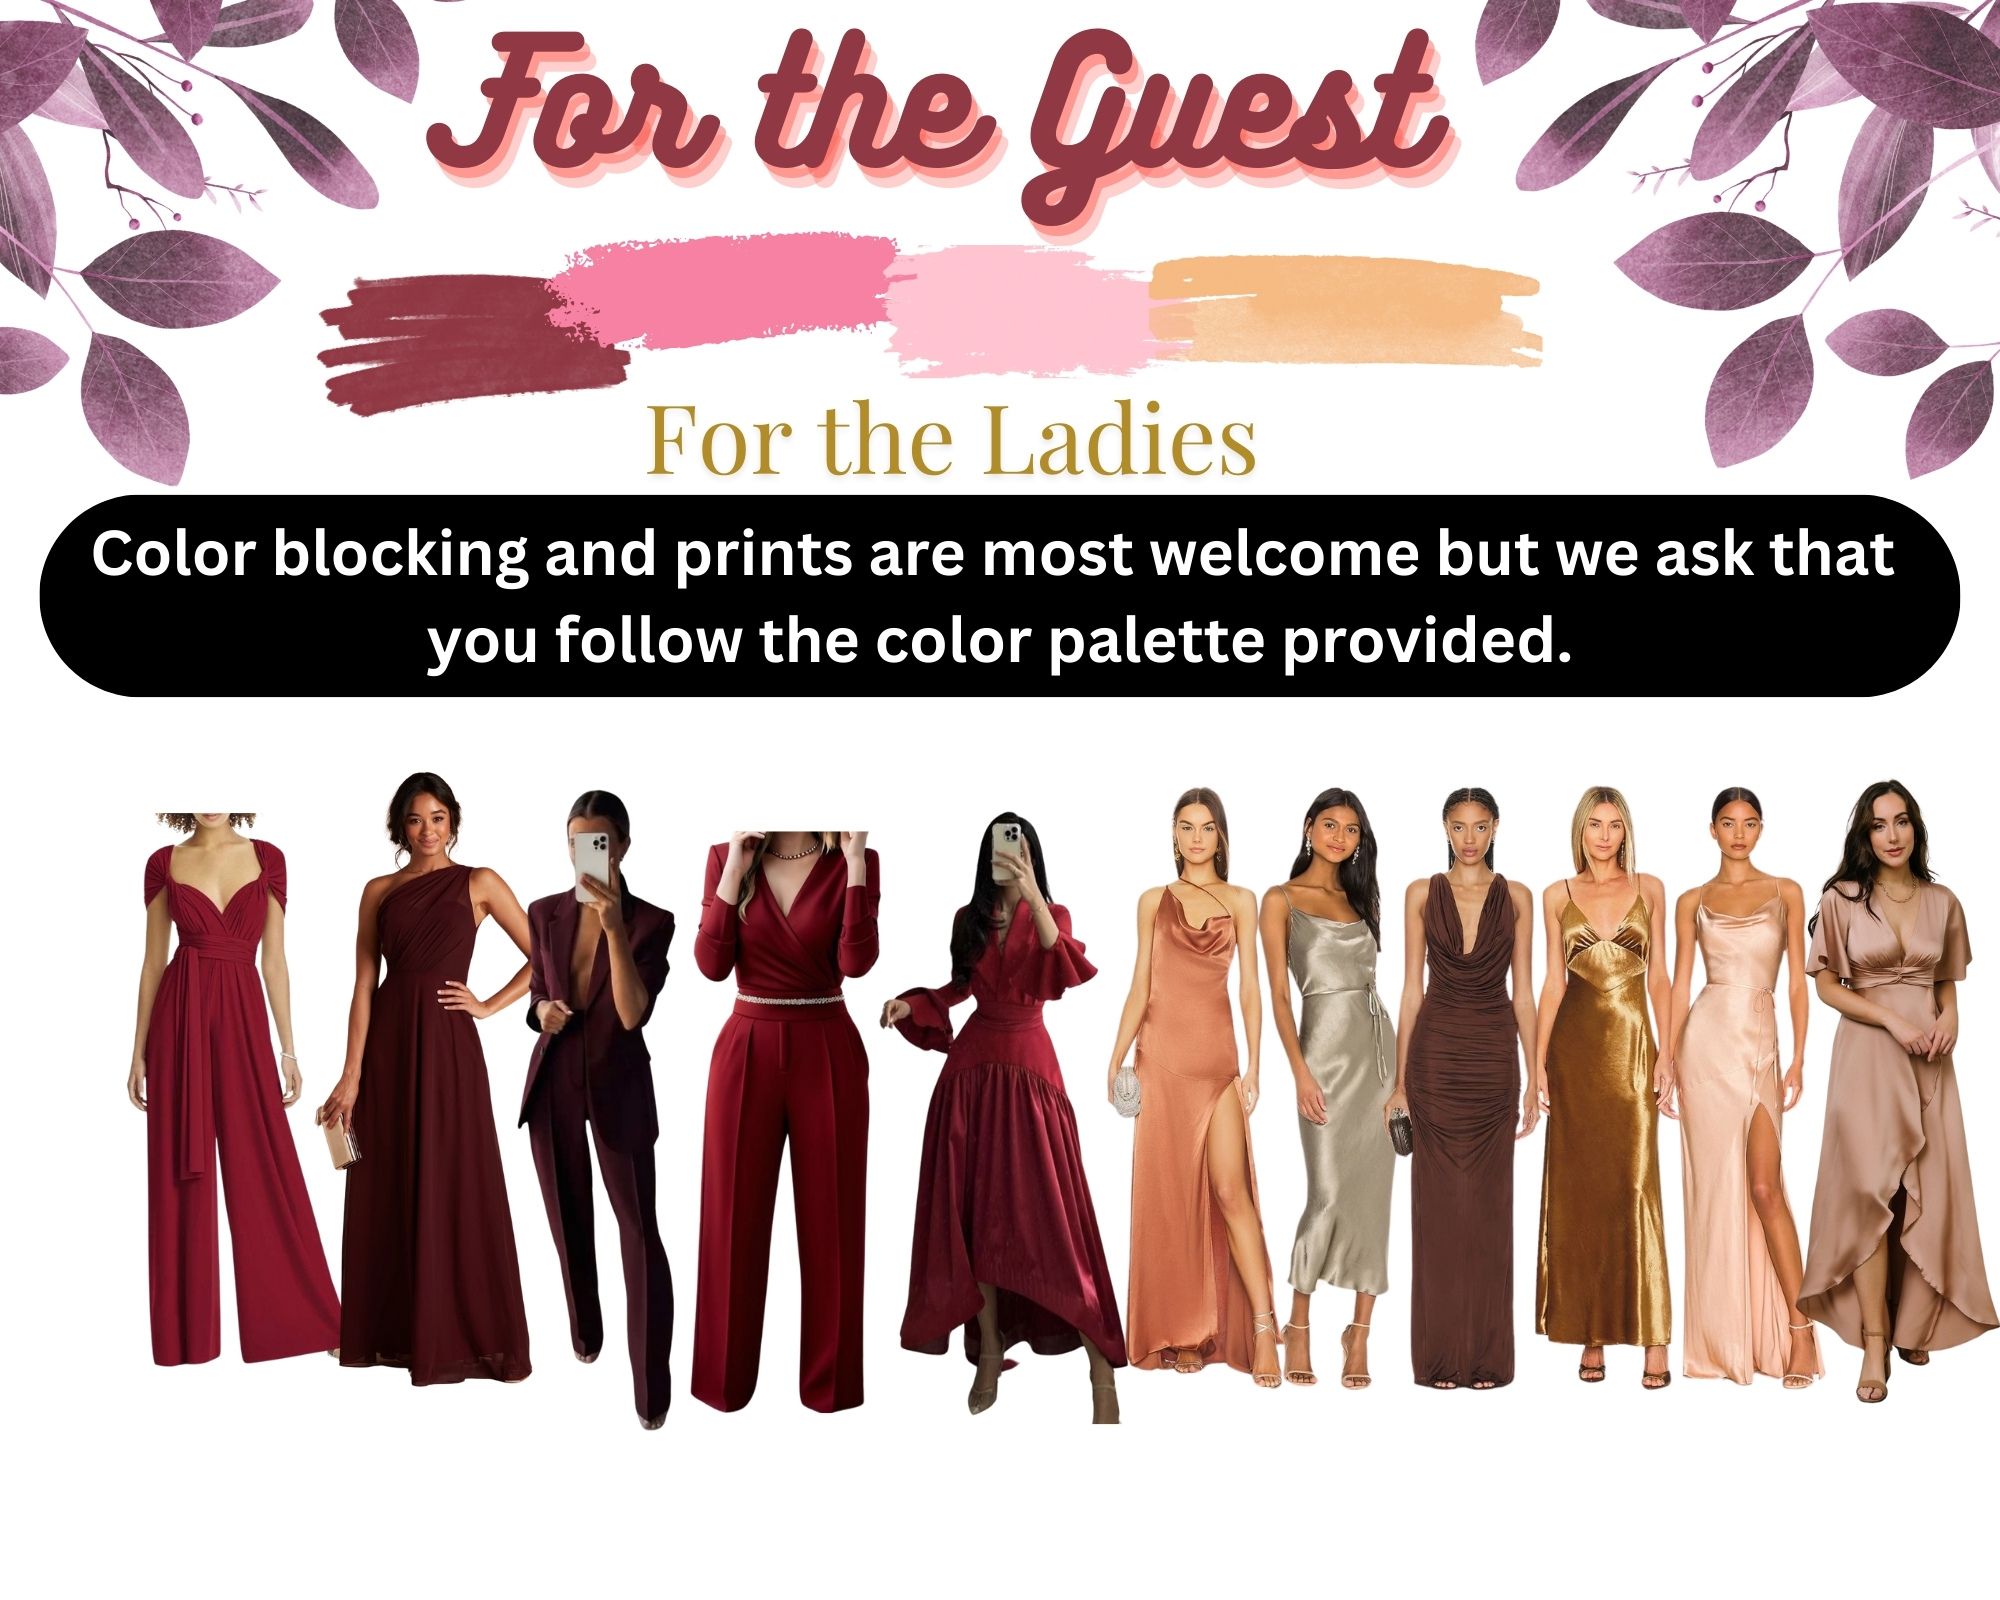 For the Guest
For the Ladies
Color blocking and prints are most welcome but we ask that
you follow the color palette provided.